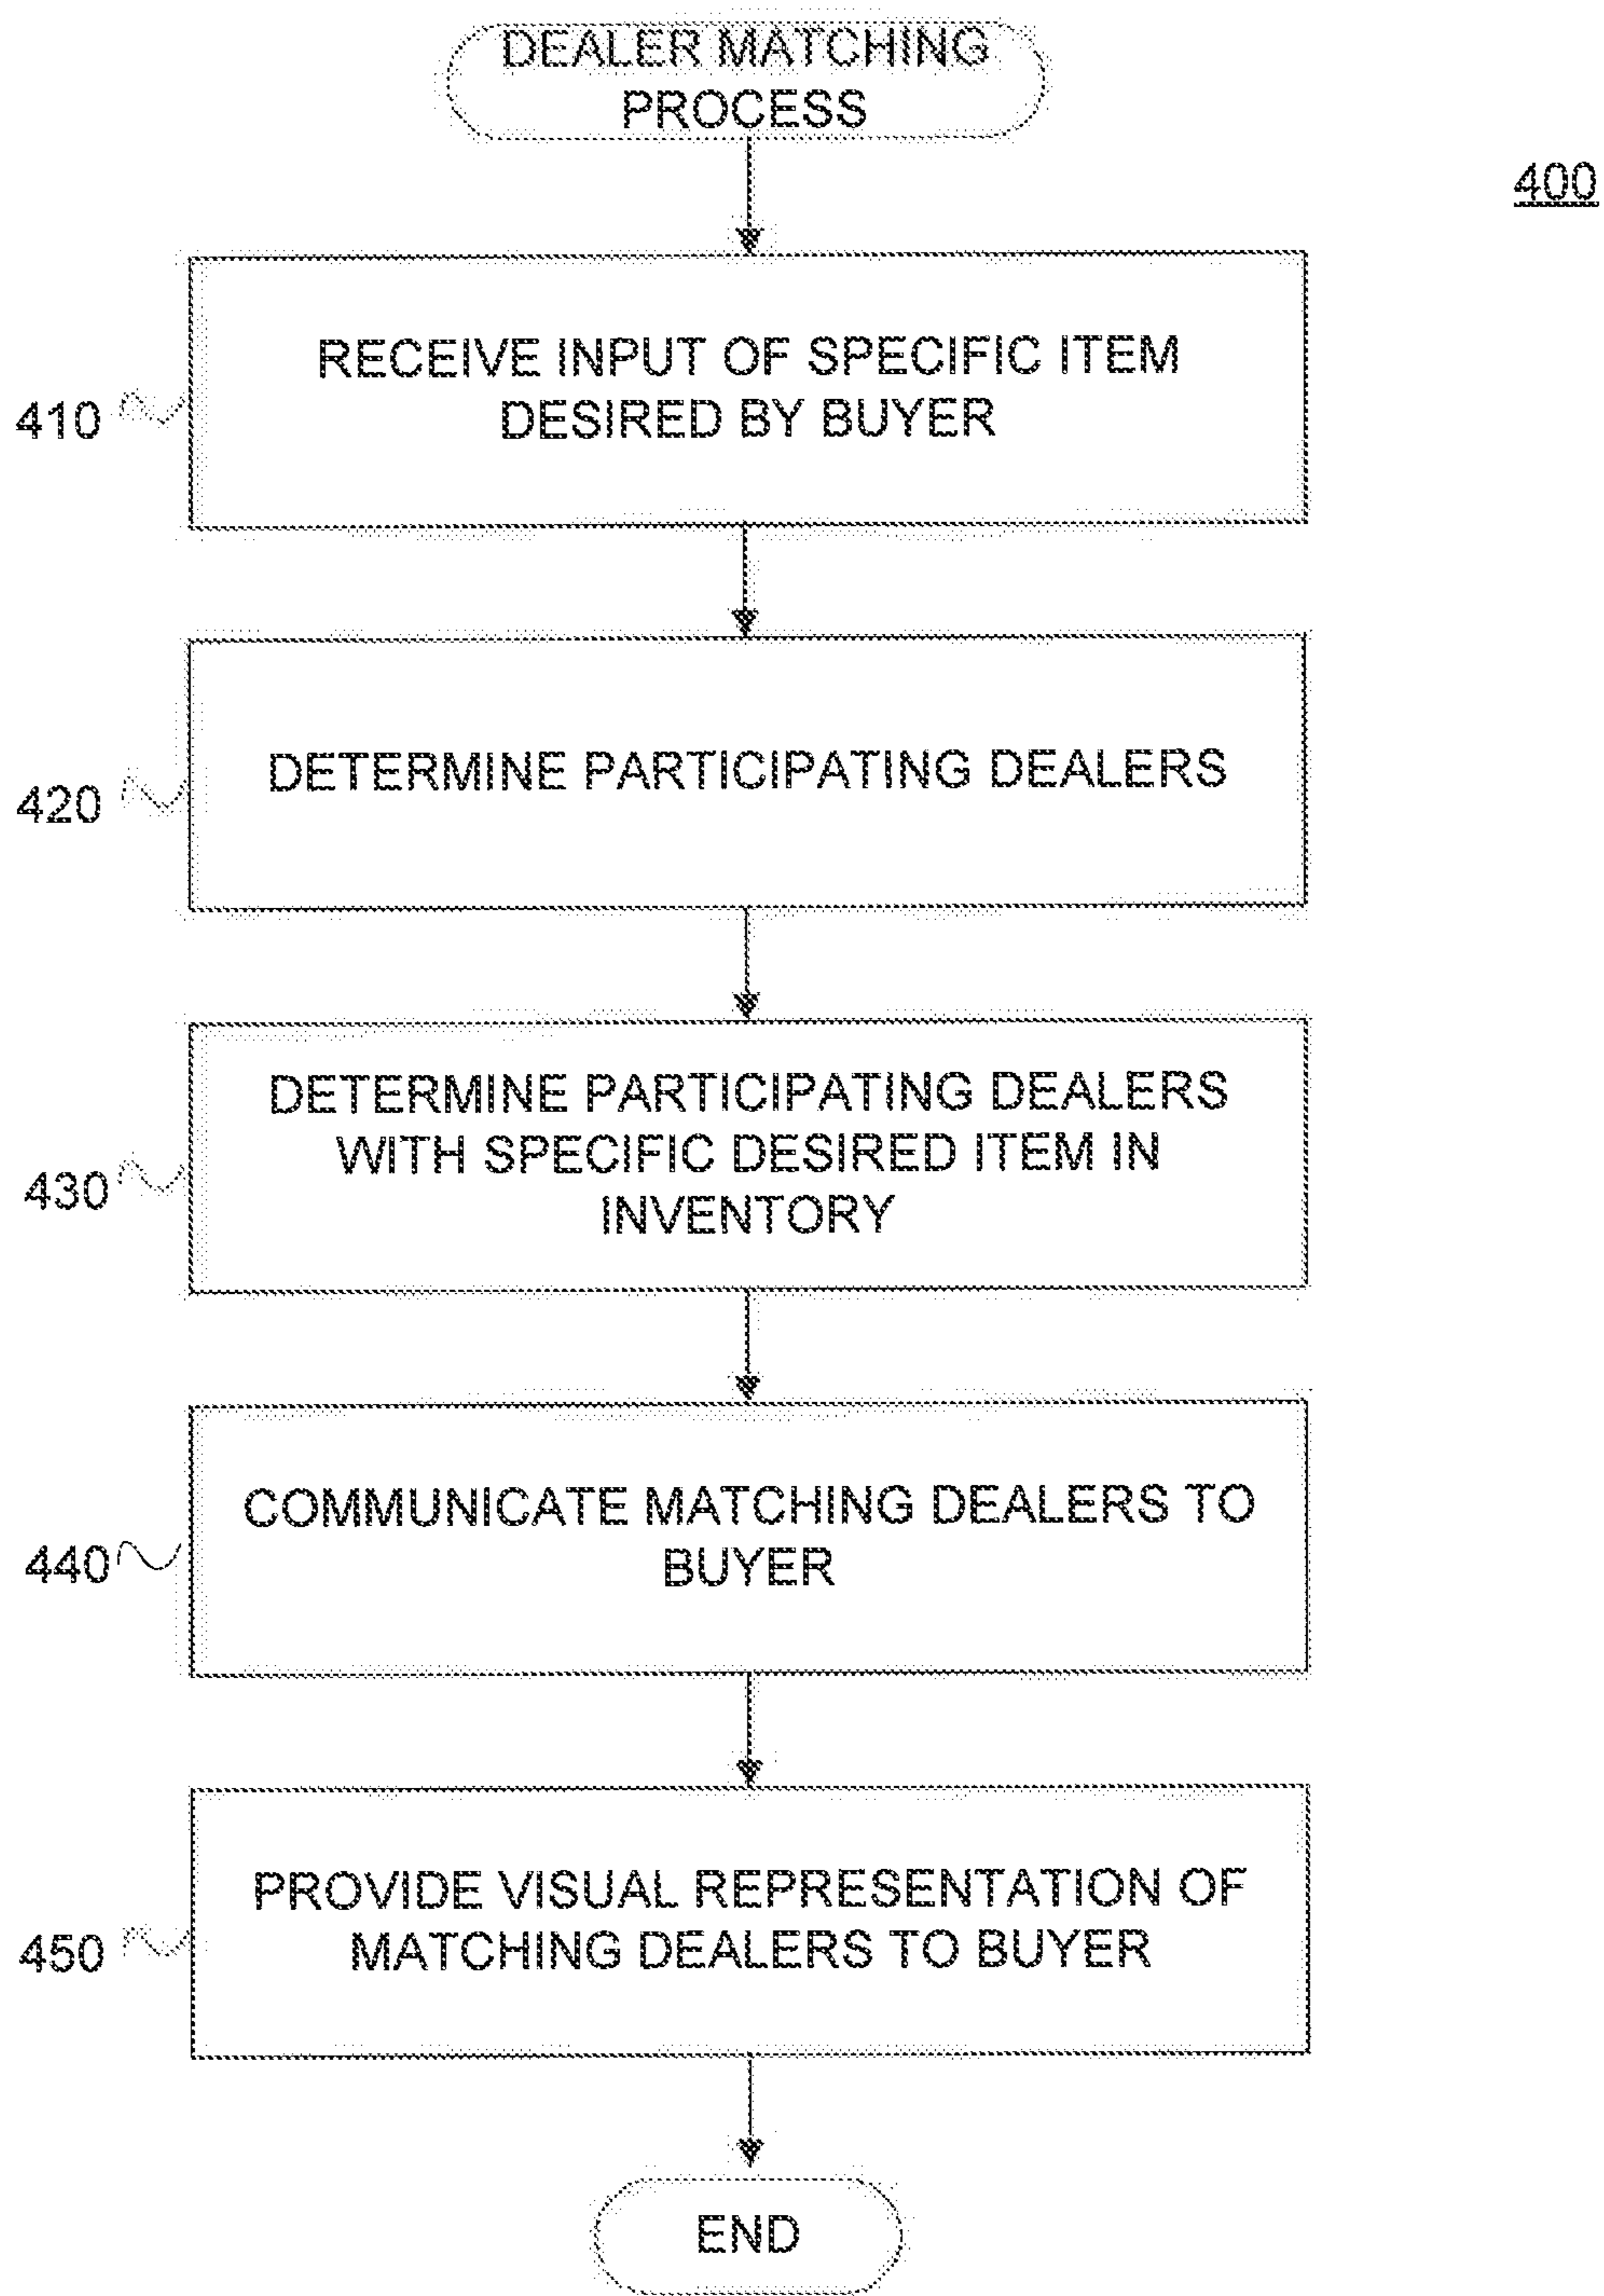 DEALER MATCHING
PROCESS
400
RECEIVE INPUT OF SPECIFIC ITEM
DESIRED BY BUYER
410
DETERMINE PARTICIPATING DEALERS
420
DETERMINE PARTICIPATING DEALERS
WITH SPECIFIC DESIRED ITEM IN
INVENTORY
430
COMMUNICATE MATCHING DEALERS TO
BUYER
440
PROVIDE VISUAL REPRESENTATION OF
MATCHING DEALERS TO BUYER
450
END